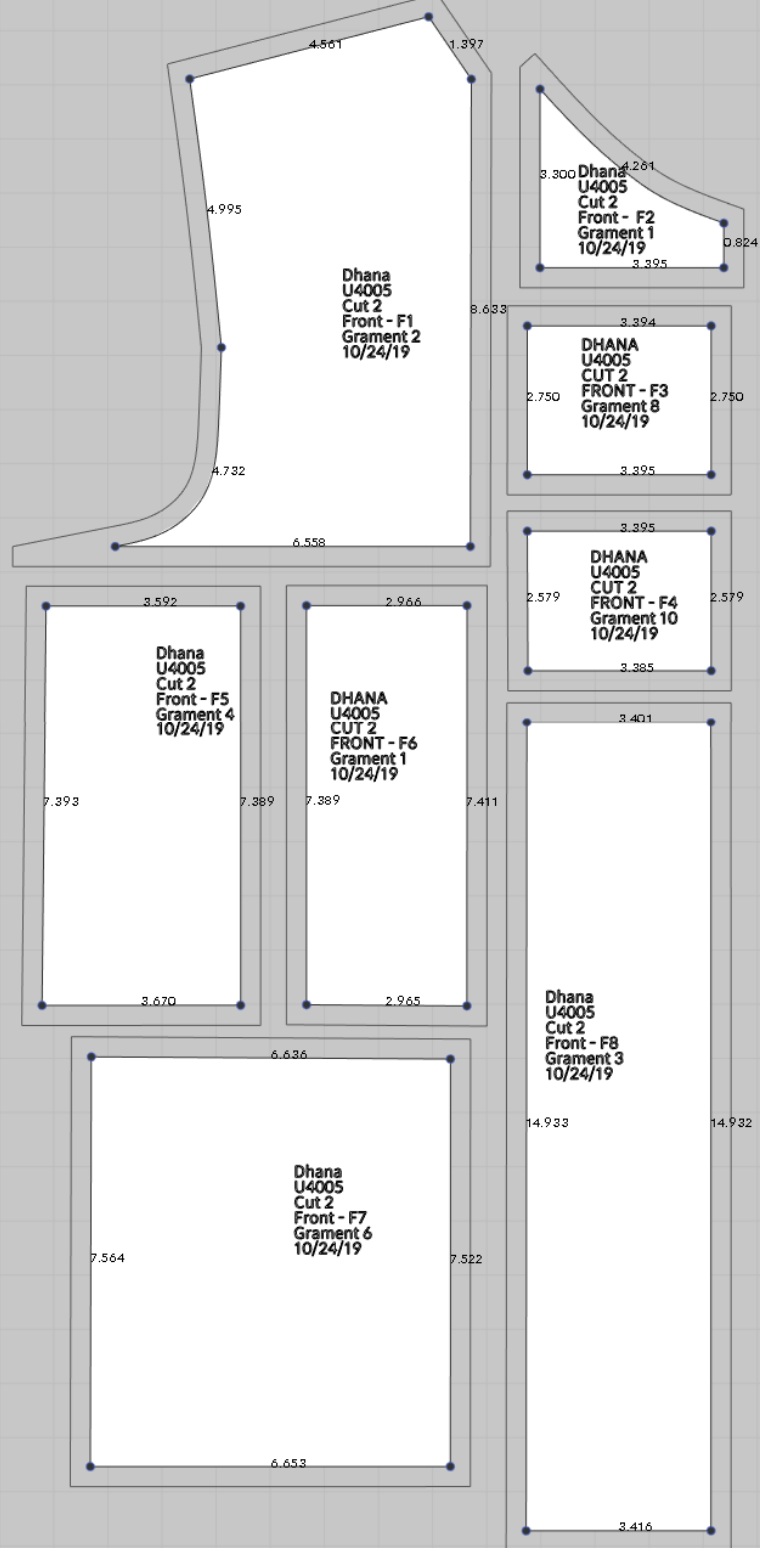 4.561
1.397
4.995
Dhana
U4005
Cut 2
Front - F1
Grament 2
10/24/19
8.633
4.732
6.558
4.261
3.300
Dhana
U4005
Cut 2
Front - F2
Grament 1
10/24/19
0.824
3.395
3.394
DHANA
U4005
CUT 2
FRONT - F3
Grament 8
10/24/19
2.750
2.750
3.395
3.395
DHANA
U4005
CUT 2
FRONT - F4
Grament 10
10/24/19
2.579
2.579
3.385
3.592
Dhana
U4005
Cut 2
Front - F5
Grament 4
10/24/19
7.393
7.389
3.670
2.966
DHANA
U4005
CUT 2
FRONT - F6
Grament 1
10/24/19
7.389
7.411
2.965
3.401
Dhana
U4005
Cut 2
Front - F8
Grament 3
10/24/19
14.933
14.932
3.416
6.636
Dhana
U4005
Cut 2
Front - F7
Grament 6
10/24/19
7.564
7.522
6.653